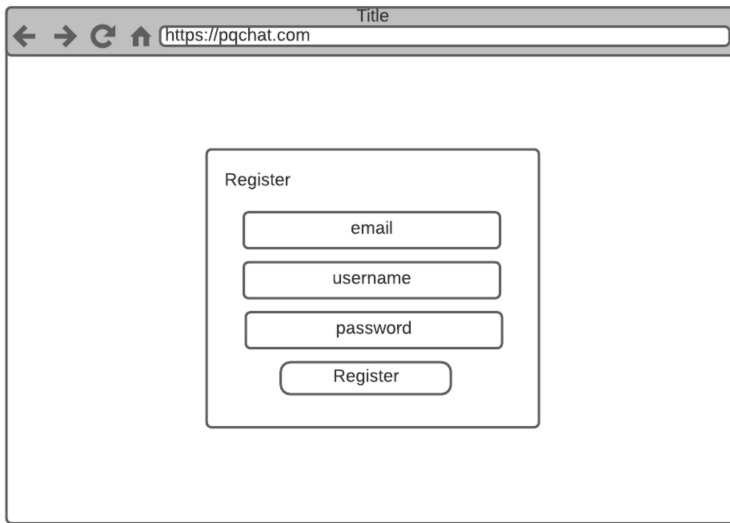 Title
https://pqchat.com
Register
email
username
password
Register